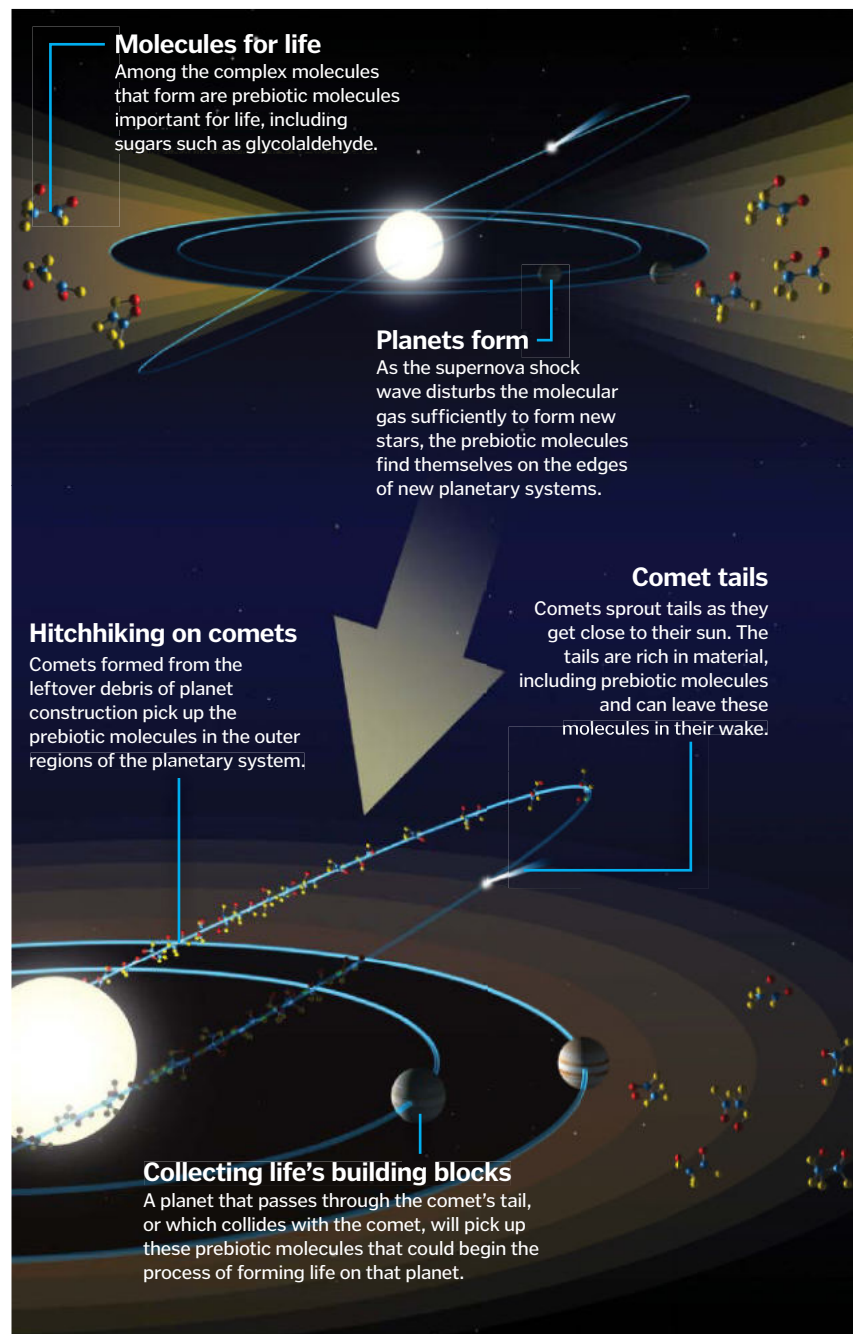 Molecules for life
Among the complex molecules
that form are prebiotic molecules
important for life, including
sugars such as glycolaldehyde.
Planets form
As the supernova shock
wave disturbs the molecular
gas sufficiently to form new
stars, the prebiotic molecules
find themselves on the edges
of new planetary systems.
Comet tails
Comets sprout tails as they
get close to their sun. The
tails are rich in material,
including prebiotic molecules
and can leave these
molecules in their wake.
Hitchhiking on comets
Comets formed from the
leftover debris of planet
construction pick up the
prebiotic molecules in the outer
regions of the planetary system.
Collecting life’s building blocks
A planet that passes through the comet’s tail,
or which collides with the comet, will pick up
these prebiotic molecules that could begin the
process of forming life on that planet.